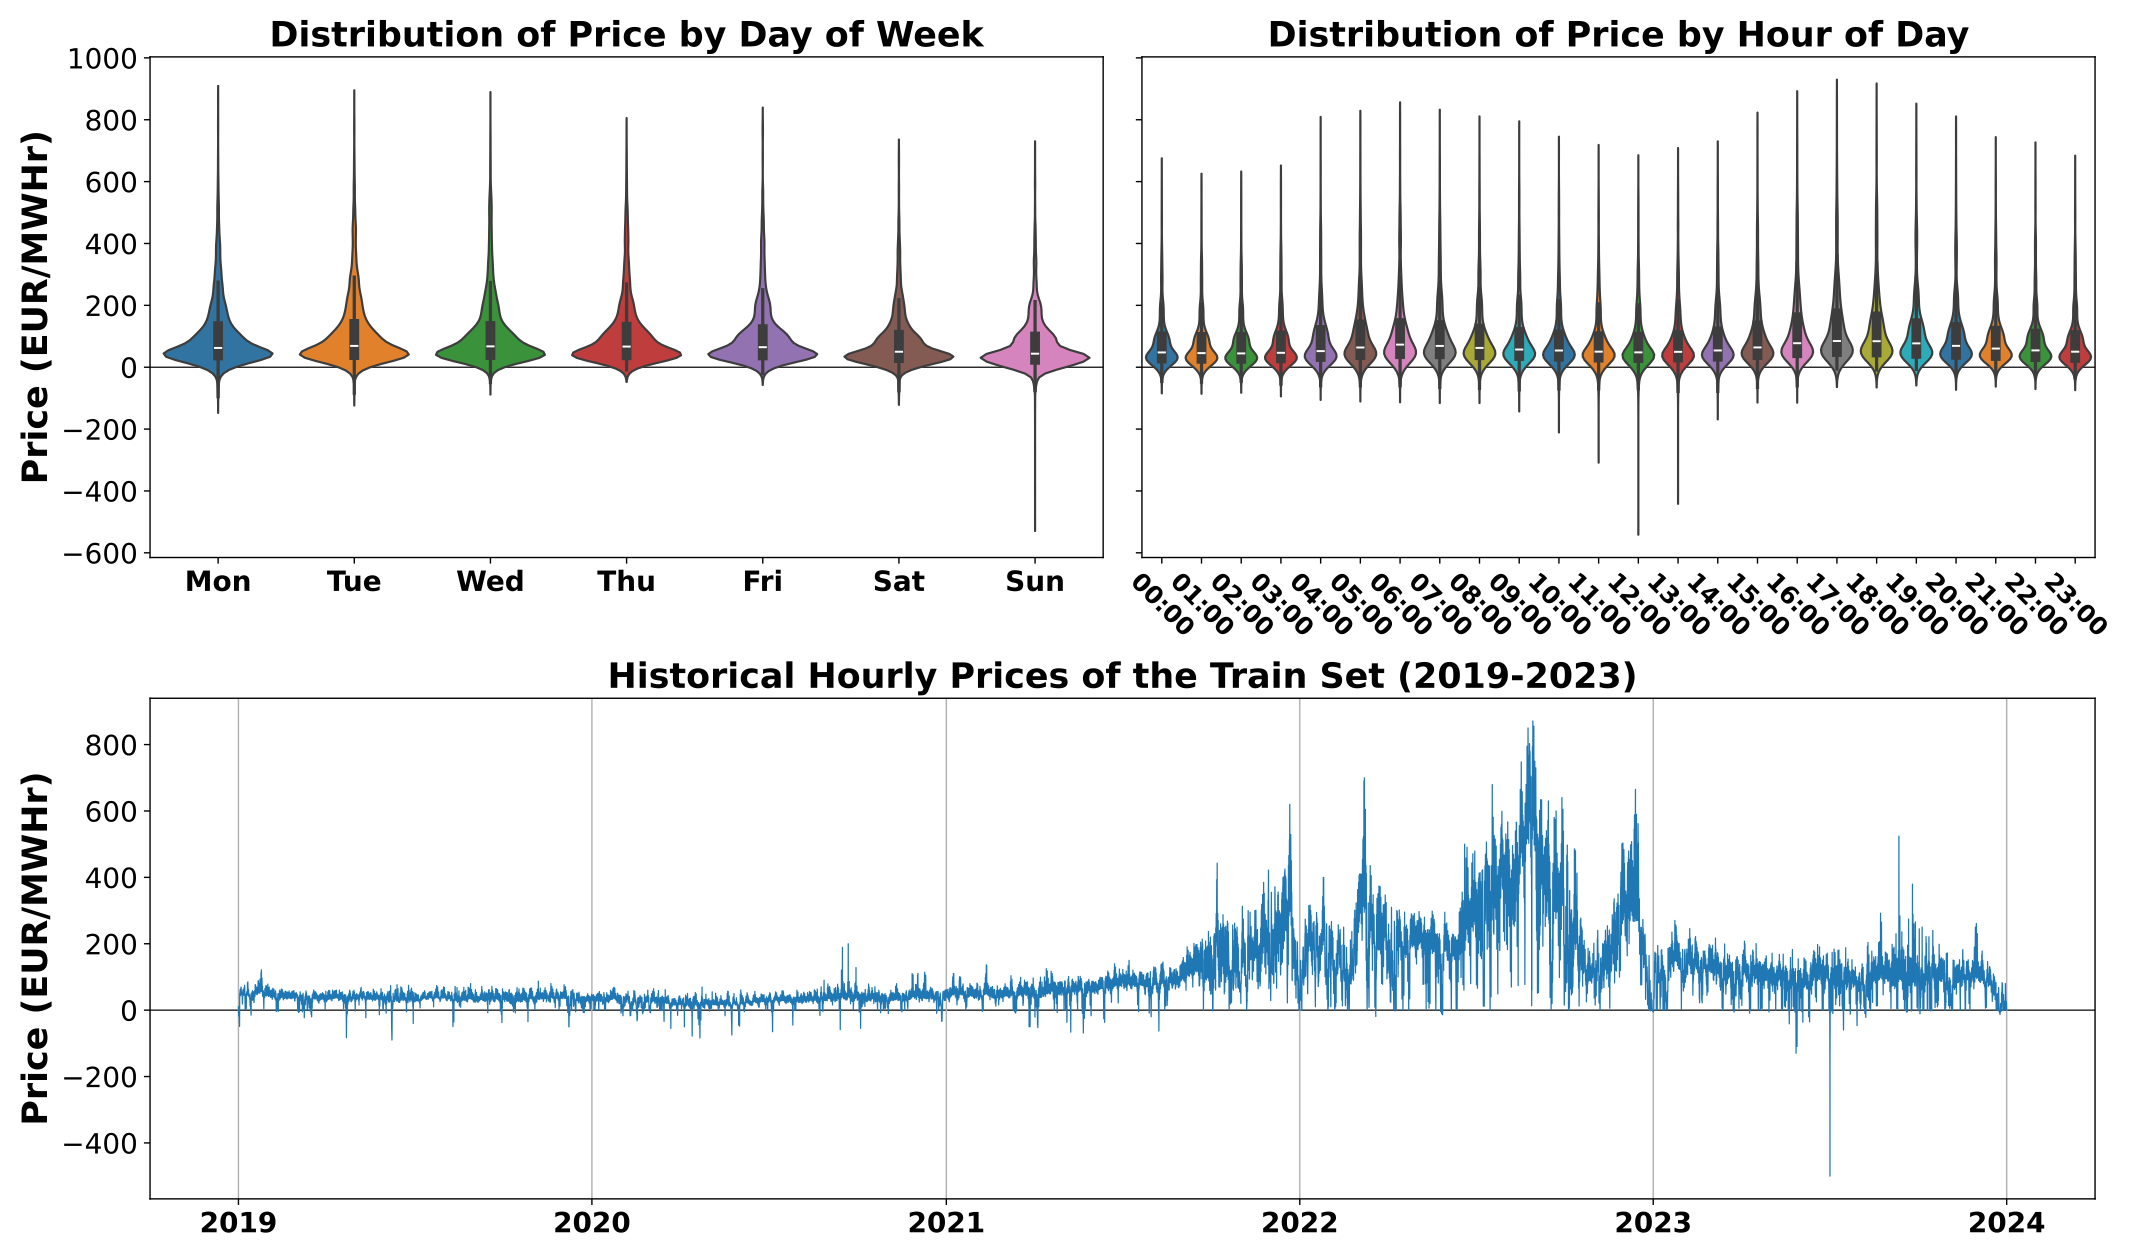 Distribution of Price by Day of Week
Price (EUR/MWHr)
1000
800
600
400
200
0
−200
−400
−600
Mon Tue Wed Thu Fri Sat Sun
Distribution of Price by Hour of Day
00:00 01:00 02:00 03:00 04:00 05:00 06:00 07:00 08:00 09:00 10:00 11:00 12:00 13:00 14:00 15:00 16:00 17:00 18:00 19:00 20:00 21:00 22:00 23:00
Historical Hourly Prices of the Train Set (2019-2023)
Price (EUR/MWHr)
800
600
400
200
0
−200
−400
2019 2020 2021 2022 2023 2024